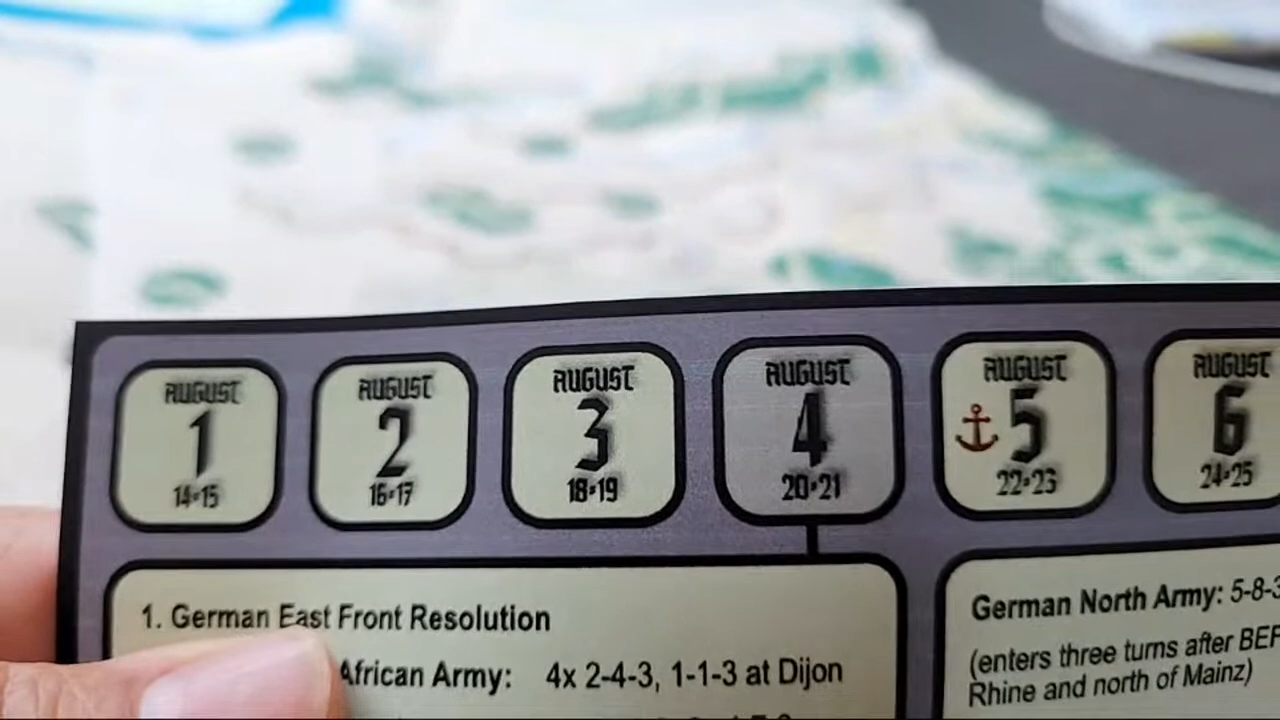 AUGUST
1
14•15
AUGUST
2
16•17
AUGUST
3
18•19
AUGUST
4
20•21
AUGUST
5
22•23
AUGUST
6
24•25
1. German East Front Resolution
African Army: 4x 2-4-3, 1-1-3 at Dijon
German North Army: 5-8-3
(enters three turns after BEF
Rhine and north of Mainz)